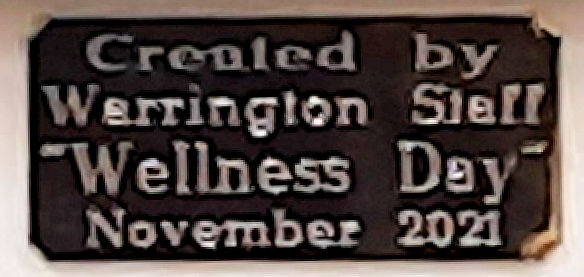 Created by
Warrington Staff
"Wellness Day"
November 2021